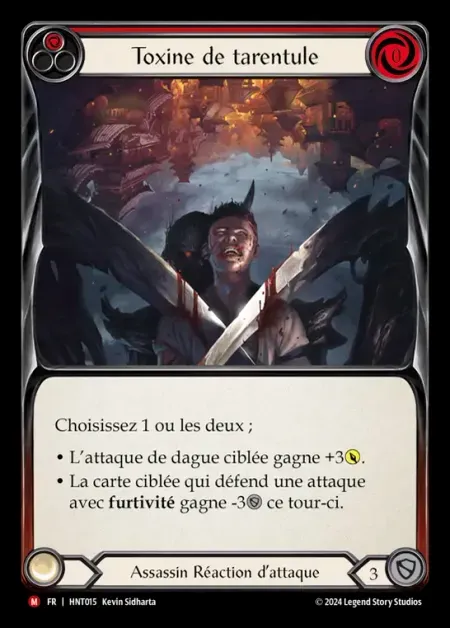 Toxine de tarentule
0
Choisissez 1 ou les deux ;
• L'attaque de dague ciblée gagne +3.
• La carte ciblée qui défend une attaque
avec furtivité gagne -3 ce tour-ci.
Assassin Réaction d'attaque
3
M FR | HNT015 Kevin Sidharta
© 2024 Legend Story Studios